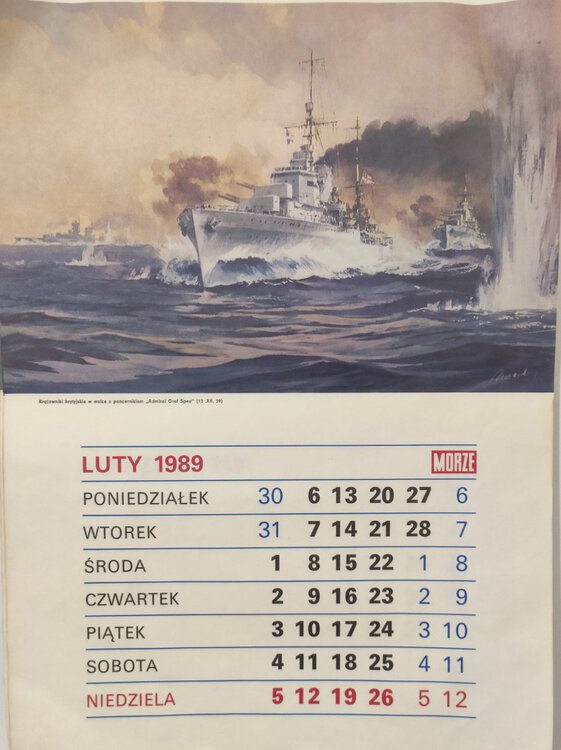 Krążowniki brytyjskie w walce z pancernikiem „Admiral Graf Spee" (13 .XII. 39)
LUTY 1989 MORZE
PONIEDZIAŁEK 30 6 13 20 27 6
WTOREK 31 7 14 21 28 7
ŚRODA 1 8 15 22 1 8
CZWARTEK 2 9 16 23 2 9
PIĄTEK 3 10 17 24 3 10
SOBOTA 4 11 18 25 4 11
NIEDZIELA 5 12 19 26 5 12